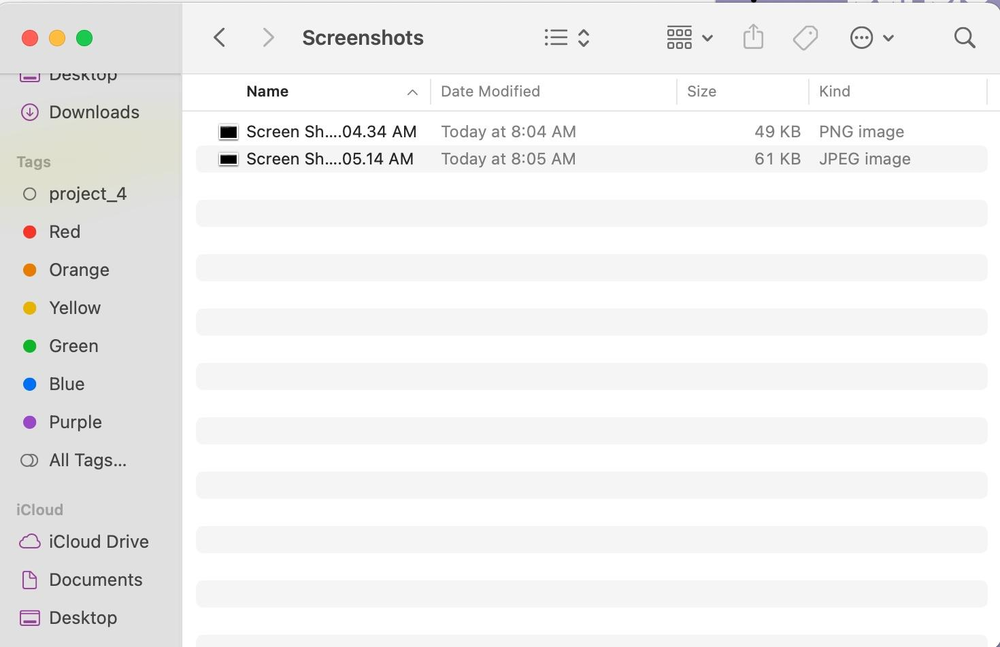 Screenshots
Desktop
Downloads
Tags
project_4
Red
Orange
Yellow
Green
Blue
Purple
All Tags...
iCloud
iCloud Drive
Documents
Desktop
Name Date Modified Size Kind
Screen Sh....04.34 AM Today at 8:04 AM 49 KB PNG image
Screen Sh....05.14 AM Today at 8:05 AM 61 KB JPEG image